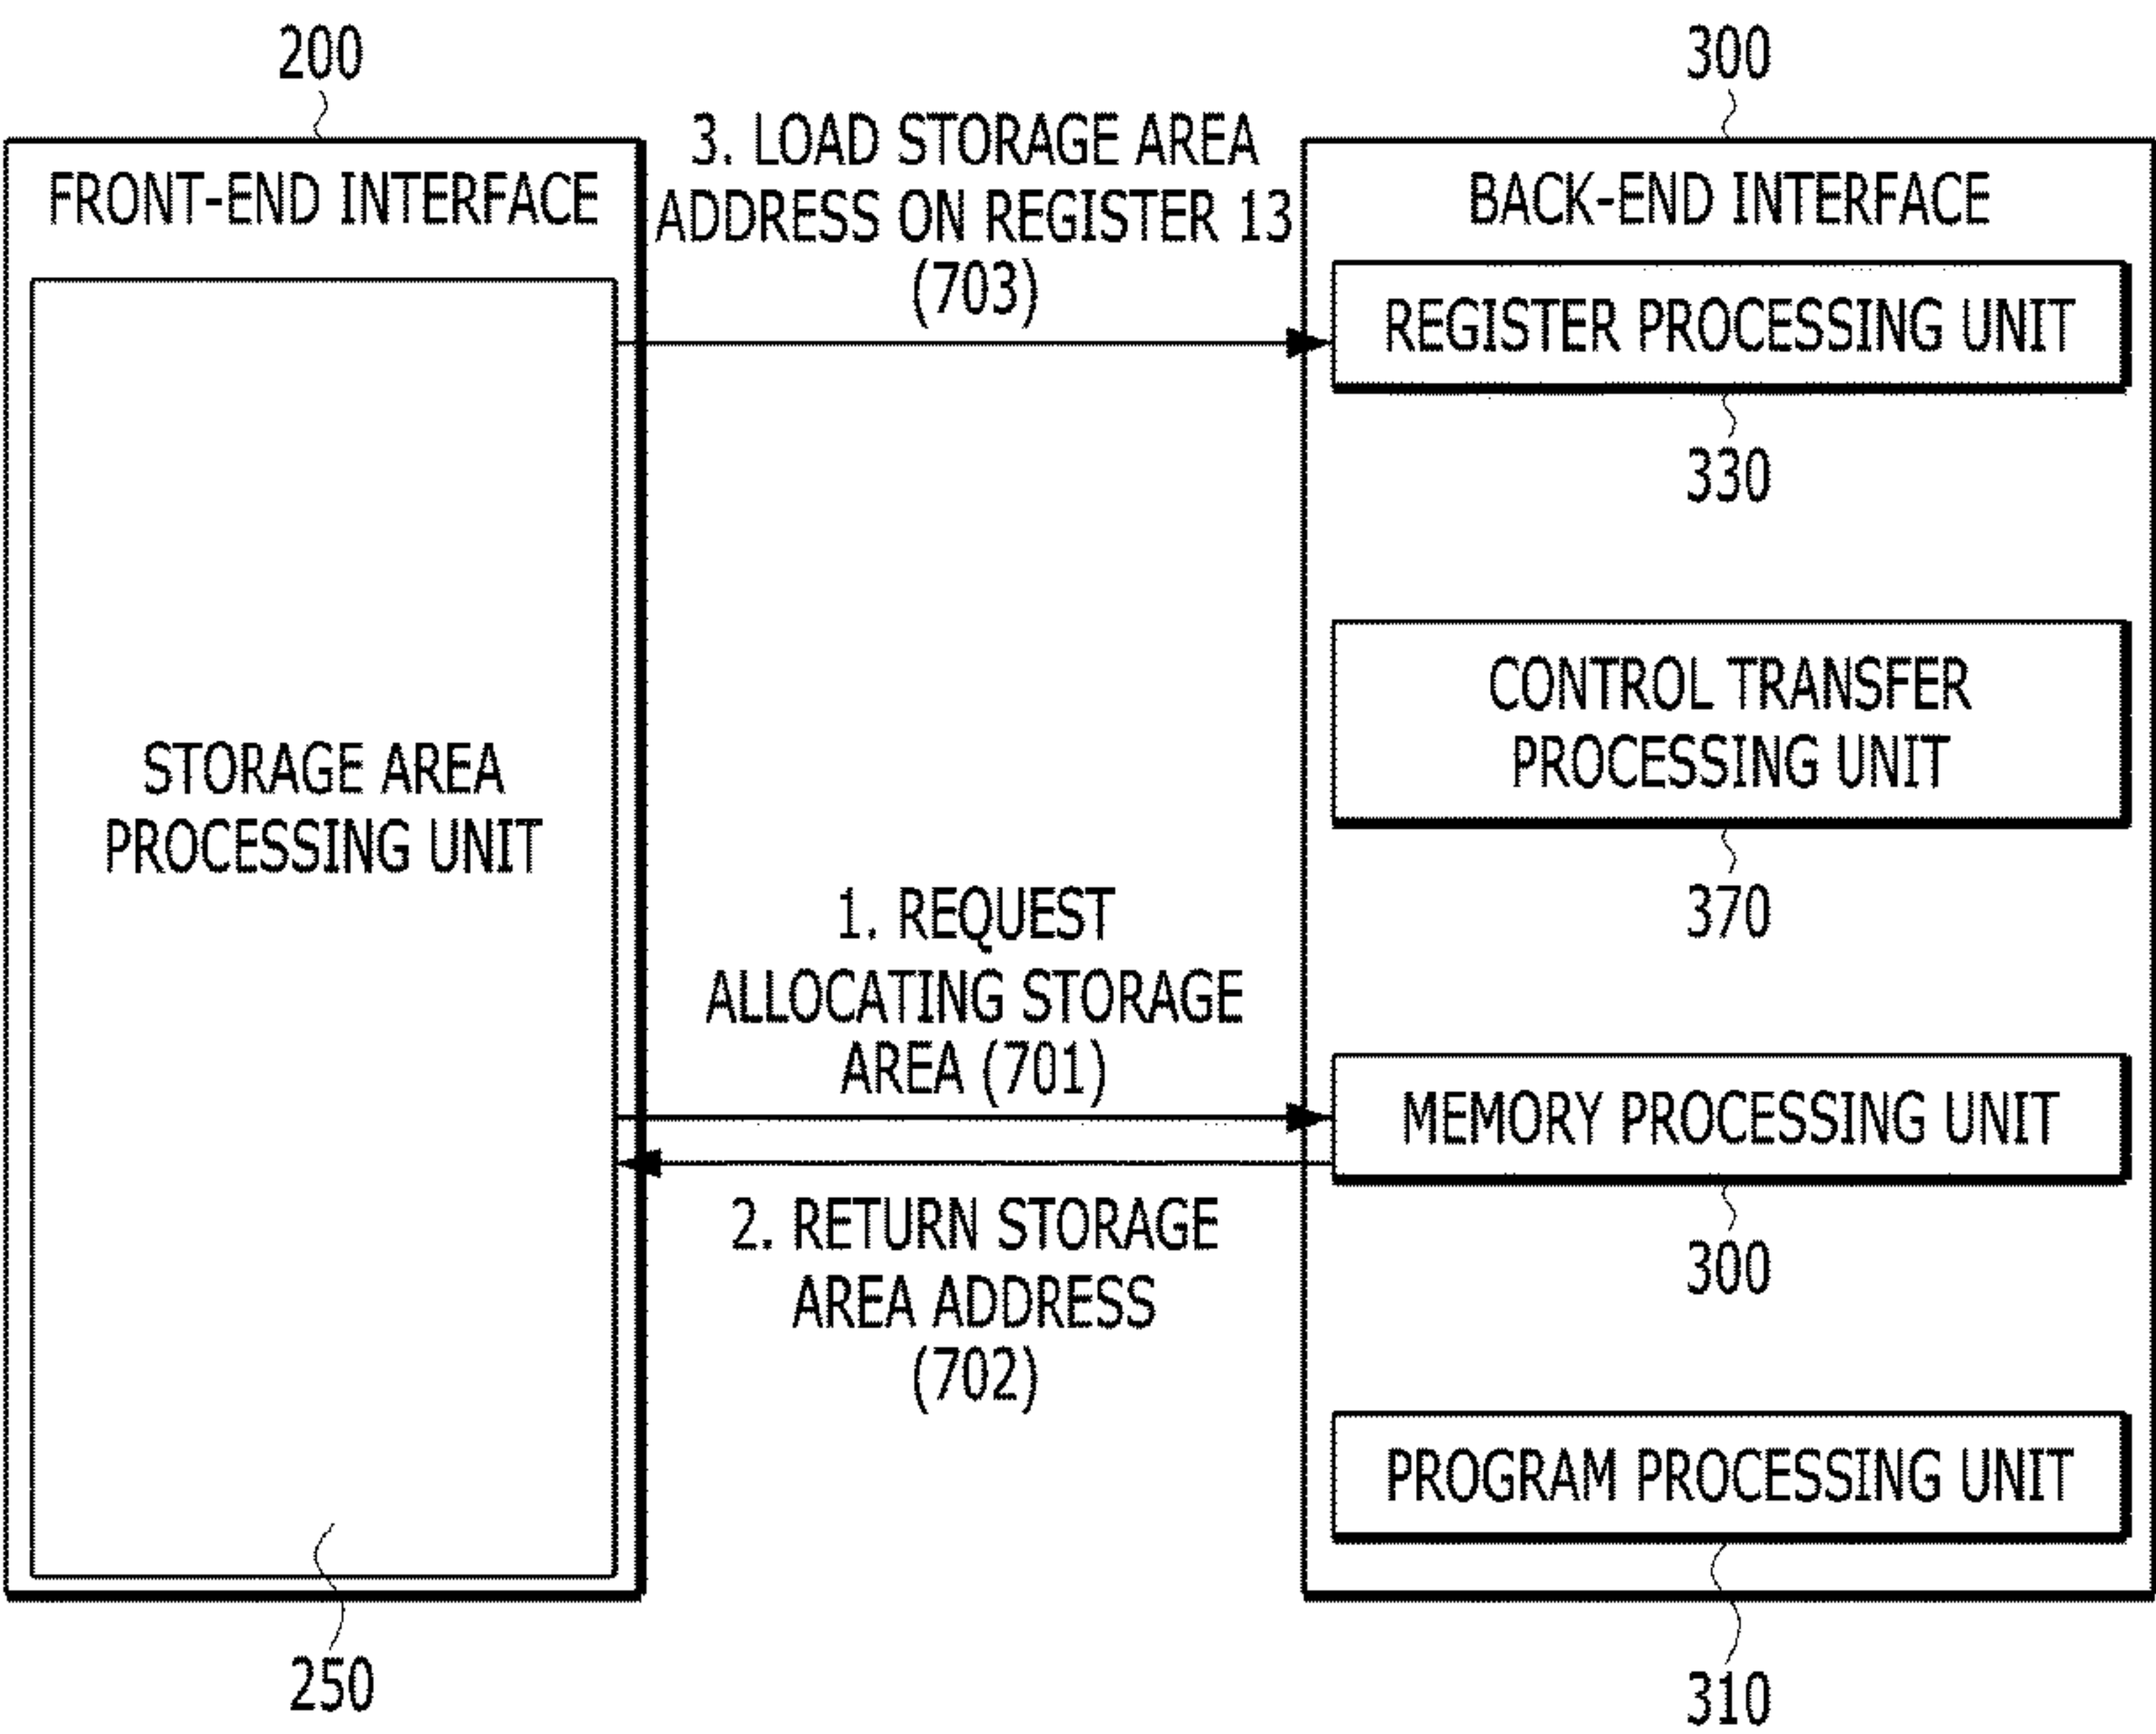 200
300
FRONT-END INTERFACE
3. LOAD STORAGE AREA
ADDRESS ON REGISTER 13
(703)
BACK-END INTERFACE
REGISTER PROCESSING UNIT
330
CONTROL TRANSFER
PROCESSING UNIT
370
STORAGE AREA
PROCESSING UNIT
1. REQUEST
ALLOCATING STORAGE
AREA (701)
MEMORY PROCESSING UNIT
300
2. RETURN STORAGE
AREA ADDRESS
(702)
PROGRAM PROCESSING UNIT
250
310